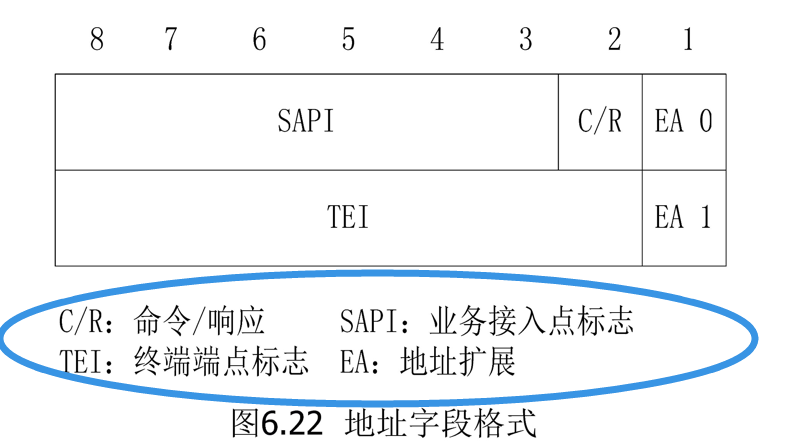 8 7 6 5 4 3 2 1
SAPI C/R EA 0
TEI EA 1
C/R: 命令/响应 SAPI: 业务接入点标志
TEI: 终端端点标志 EA: 地址扩展
图6.22 地址字段格式